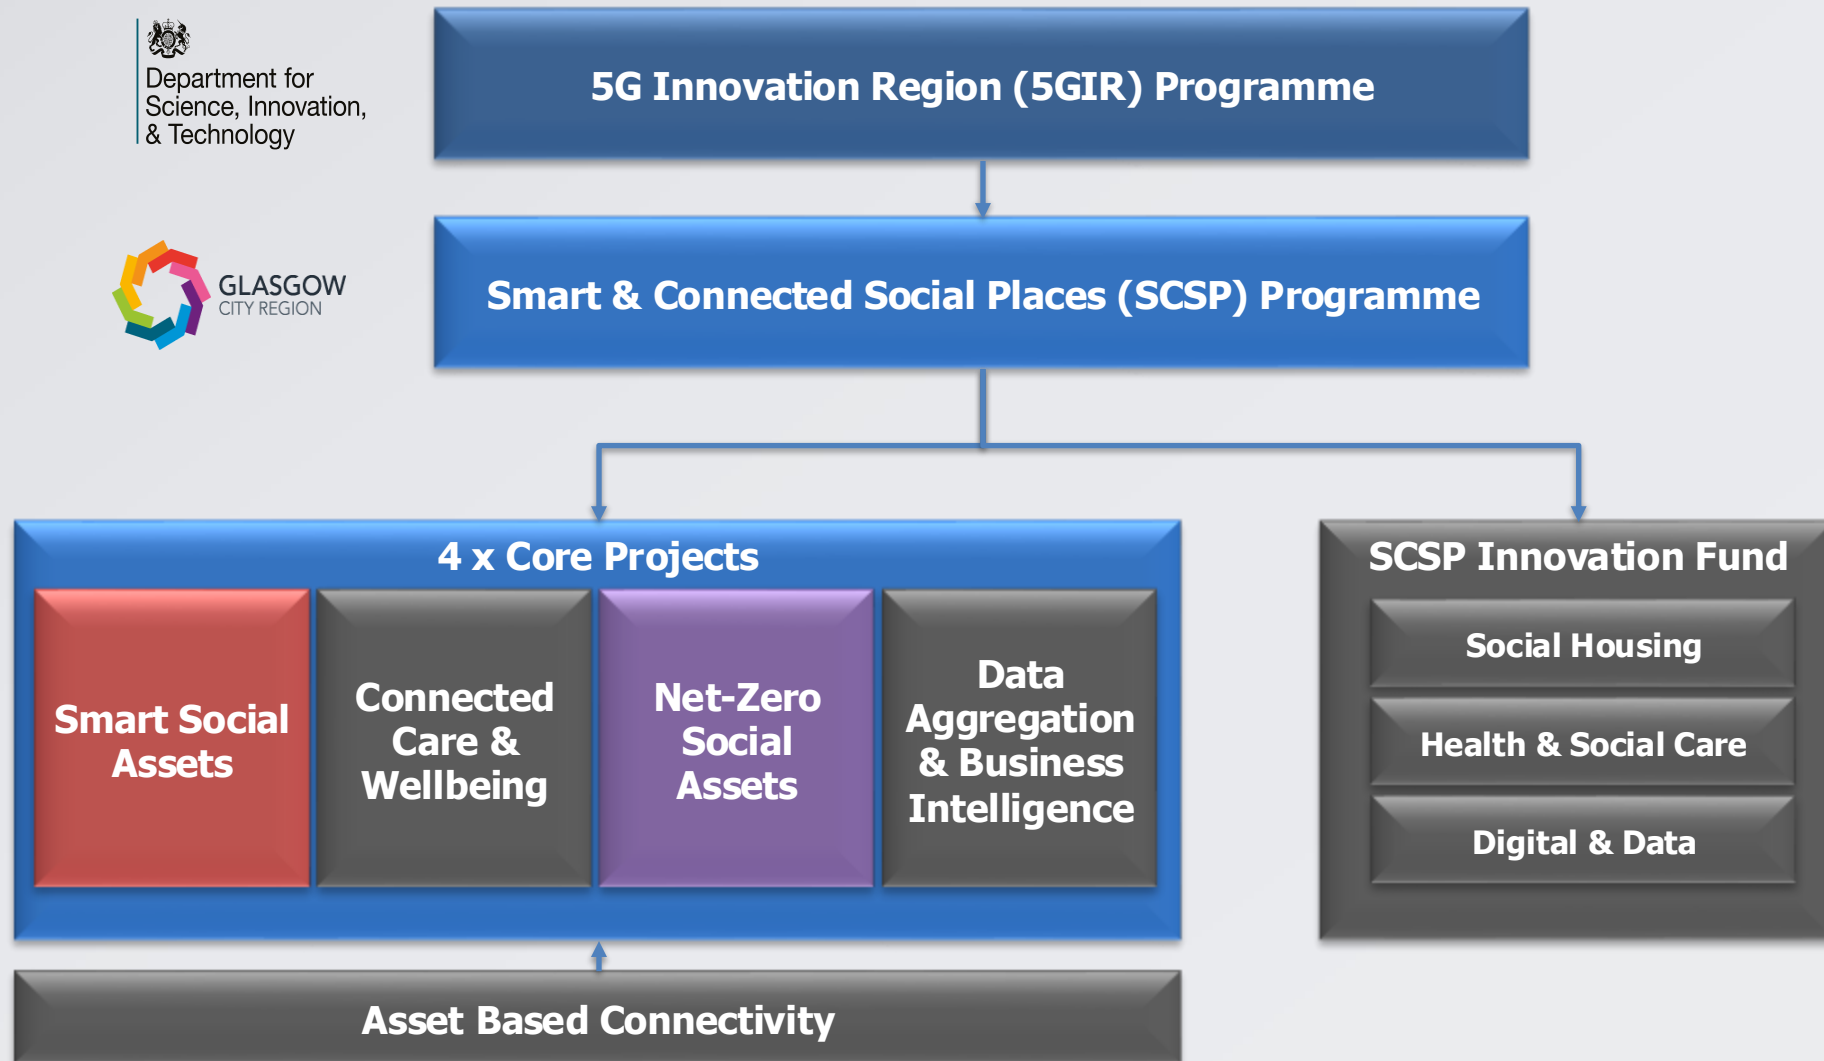 Department for
Science, Innovation,
& Technology
5G Innovation Region (5GIR) Programme
GLASGOW
CITY REGION
Smart & Connected Social Places (SCSP) Programme
4 x Core Projects
Smart Social
Assets
Connected
Care &
Wellbeing
Net-Zero
Social
Assets
Data
Aggregation
& Business
Intelligence
SCSP Innovation Fund
Social Housing
Health & Social Care
Digital & Data
Asset Based Connectivity